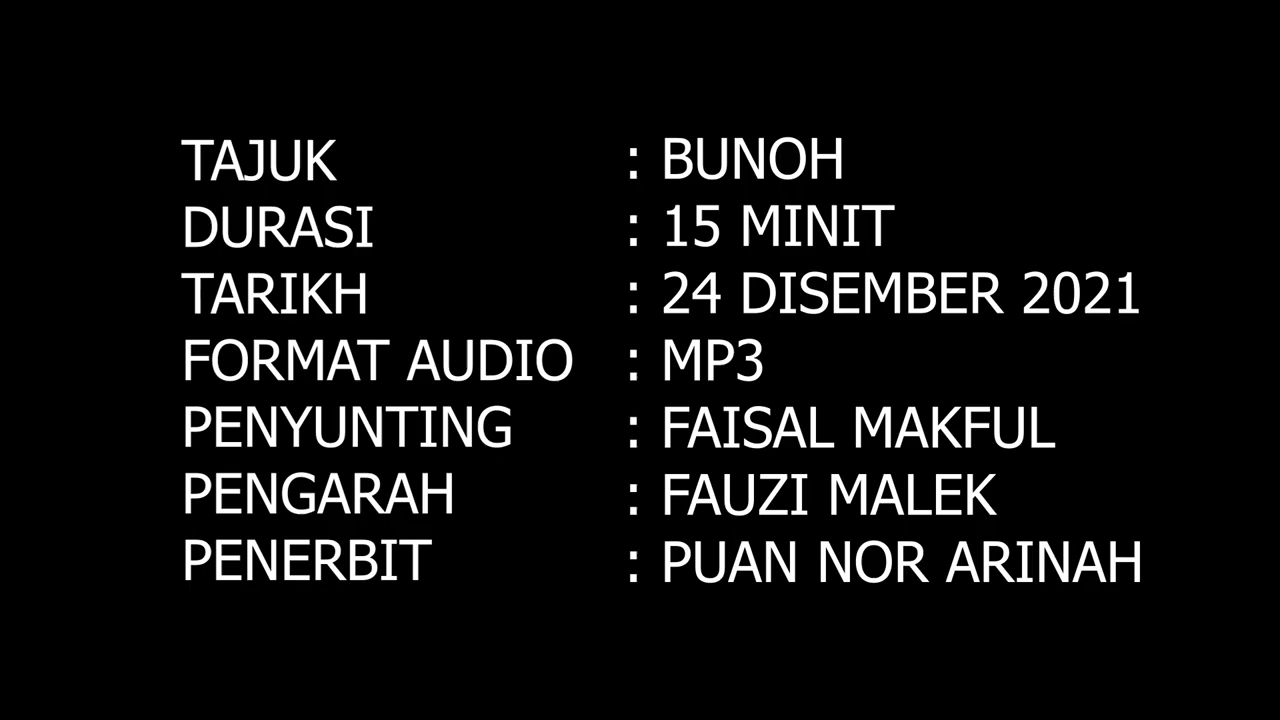 TAJUK : BUNOH
DURASI : 15 MINIT
TARIKH : 24 DISEMBER 2021
FORMAT AUDIO : MP3
PENYUNTING : FAISAL MAKFUL
PENGARAH : FAUZI MALEK
PENERBIT : PUAN NOR ARINAH